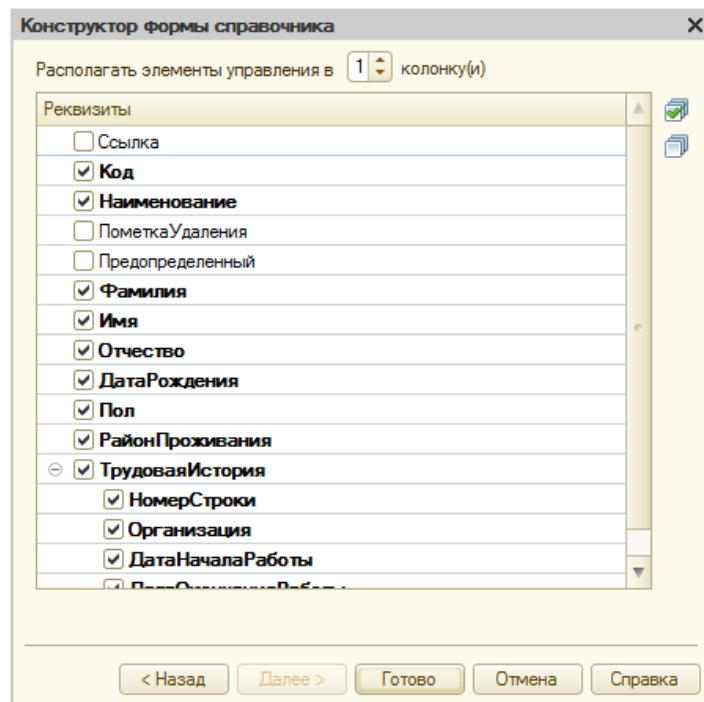 Конструктор формы справочника
Располагать элементы управления в 1 колонку(и)
Реквизиты
Ссылка
Код
Наименование
ПометкаУдаления
Предопределенный
Фамилия
Имя
Отчество
ДатаРождения
Пол
РайонПроживания
ТрудоваяИстория
НомерСтроки
Организация
ДатаНачалаРаботы
< Назад Далее > Готово Отмена Справка